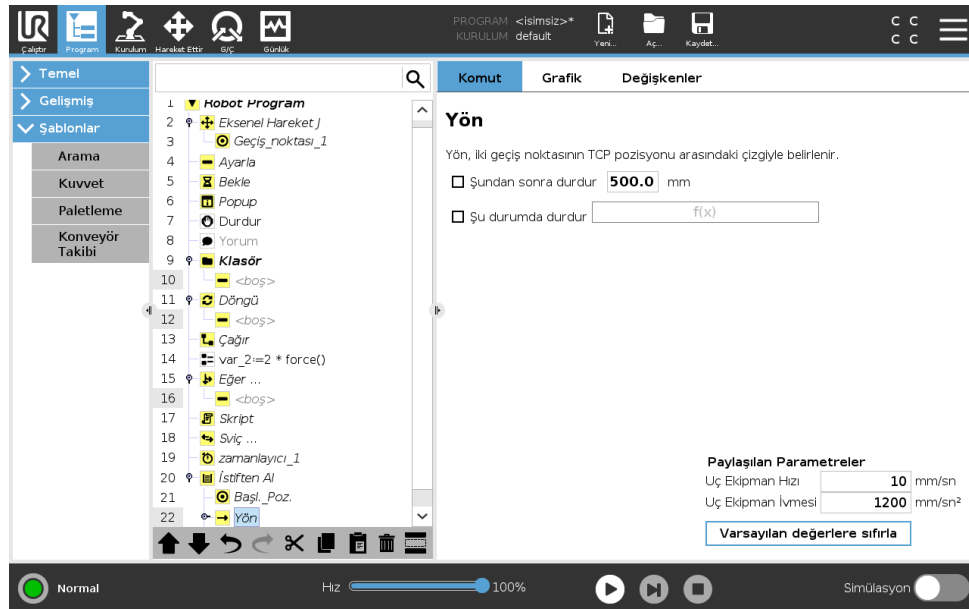 PROGRAM <isimsiz>*
KURULUM default
UR
Çalıştır
Program
Kurulum
Hareket Ettir
G/Ç
Günlük
Yeni...
Aç...
Kaydet...
C C
C C
Temel
Gelişmiş
Şablonlar
Arama
Kuvvet
Paletleme
Konveyör
Takibi
1 Robot Program
2 Eksenel Hareket J
3 Geçiş_noktası_1
4 Ayarla
5 Bekle
6 Popup
7 Durdur
8 Yorum
9 Klasör
10 <boş>
11 Döngü
12 <boş>
13 Çağır
14 var_2:=2 * force()
15 Eğer ...
16 <boş>
17 Skript
18 Sviç ...
19 zamanlayıcı_1
20 İstiften Al
21 Başl._Poz.
22 Yön
Komut
Grafik
Değişkenler
Yön
Yön, iki geçiş noktasının TCP pozisyonu arasındaki çizgiyle belirlenir.
Şundan sonra durdur 500.0 mm
Şu durumda durdur f(x)
Paylaşılan Parametreler
Uç Ekipman Hızı 10 mm/sn
Uç Ekipman İvmesi 1200 mm/sn²
Varsayılan değerlere sıfırla
Normal
Hız 100%
Simülasyon